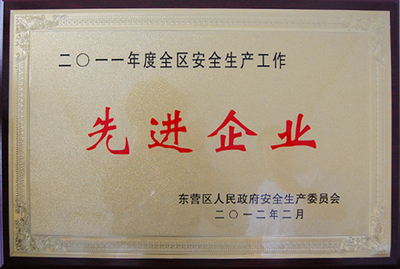 二〇一一年度全区安全生产工作
先进企业
东营区人民政府安全生产委员会
二〇一二年二月